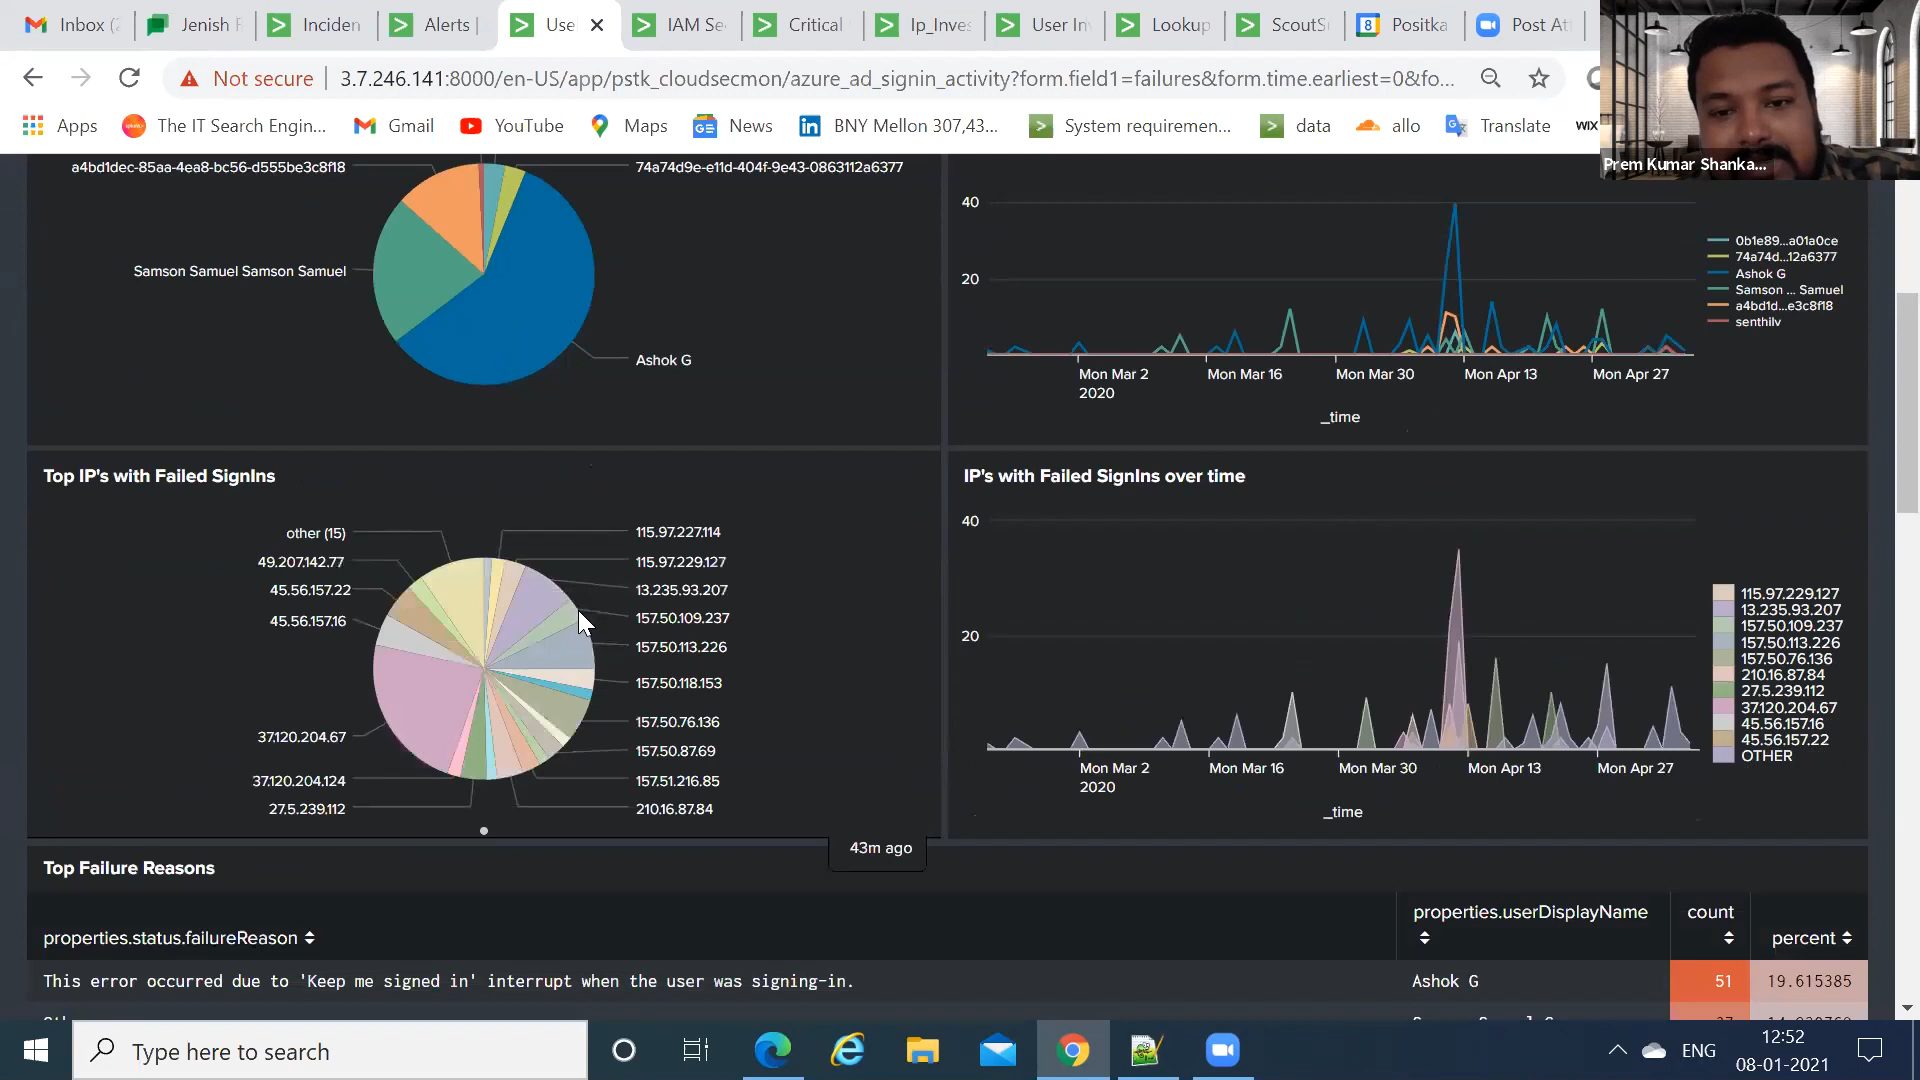 Inbox (2
Jenish F
Inciden
Alerts |
Use
IAM Se
Critical
Ip_Inves
User Inv
Lookup
ScoutS
8
Positka
Post At
Not secure
3.7.246.141:8000/en-US/app/pstk_cloudsecmon/azure_ad_signin_activity?form.field1=failures&form.time.earliest=0&fo...
Apps
The IT Search Engin...
Gmail
YouTube
Maps
News
BNY Mellon 307,43...
System requiremen...
data
allo
Translate
WIX
Prem Kumar Shanka...
a4bd1dec-85aa-4ea8-bc56-d555be3c8f18
74a74d9e-e11d-404f-9e43-0863112a6377
Samson Samuel Samson Samuel
Ashok G
40
20
Mon Mar 2
2020
Mon Mar 16
Mon Mar 30
Mon Apr 13
Mon Apr 27
_time
0b1e89...a01a0ce
74a74d...12a6377
Ashok G
Samson ... Samuel
a4bd1d...e3c8f18
senthilv
Top IP's with Failed SignIns
other (15)
49.207.142.77
45.56.157.22
45.56.157.16
37.120.204.67
37.120.204.124
27.5.239.112
115.97.227.114
115.97.229.127
13.235.93.207
157.50.109.237
157.50.113.226
157.50.118.153
157.50.76.136
157.50.87.69
157.51.216.85
210.16.87.84
IP's with Failed SignIns over time
40
20
Mon Mar 2
2020
Mon Mar 16
Mon Mar 30
Mon Apr 13
Mon Apr 27
_time
115.97.229.127
13.235.93.207
157.50.109.237
157.50.113.226
157.50.76.136
210.16.87.84
27.5.239.112
37.120.204.67
45.56.157.16
45.56.157.22
OTHER
43m ago
Top Failure Reasons
properties.status.failureReason
properties.userDisplayName
count
percent
This error occurred due to 'Keep me signed in' interrupt when the user was signing-in.
Ashok G
51
19.615385
Type here to search
ENG
12:52
08-01-2021